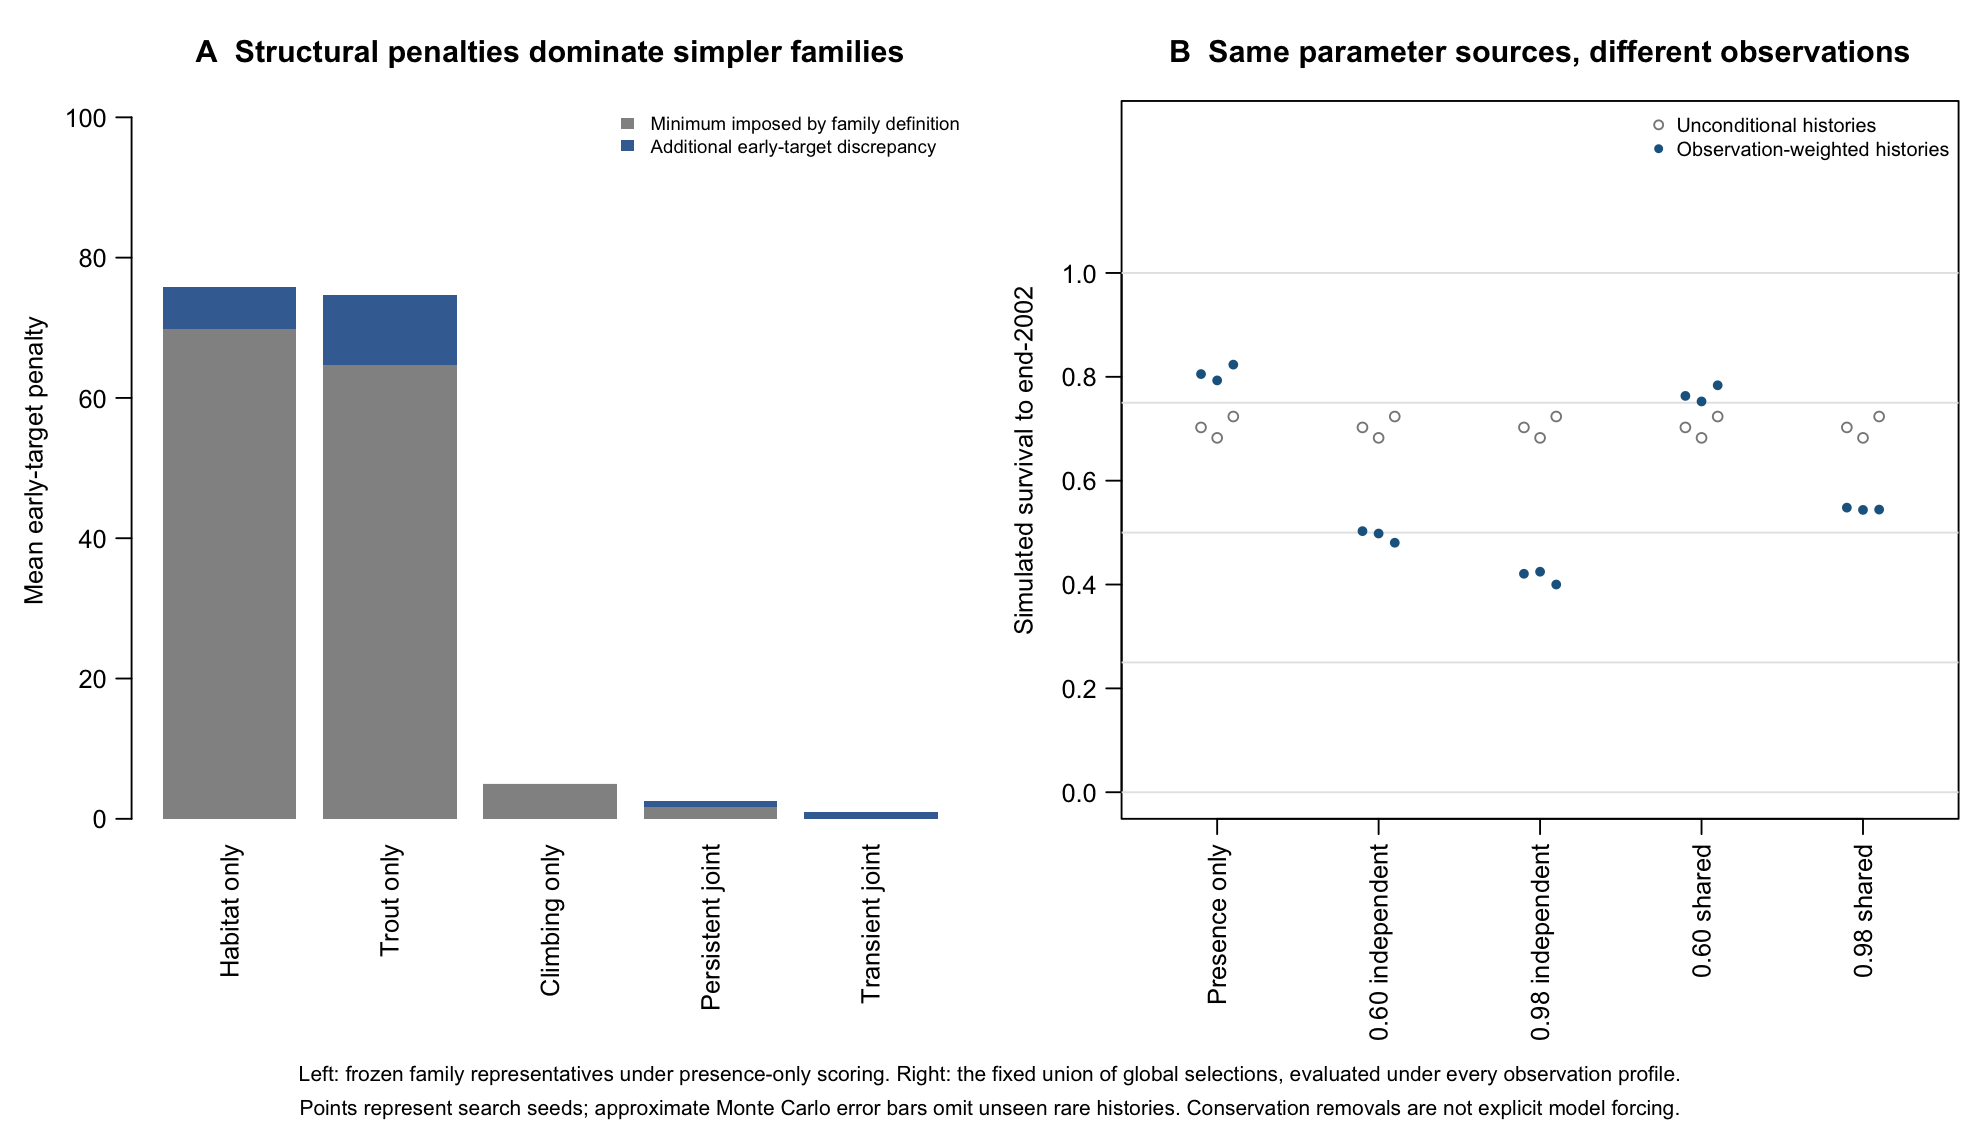 A  Structural penalties dominate simpler families
Minimum imposed by family definition
Additional early-target discrepancy
Mean early-target penalty
100
80
60
40
20
0
Habitat only
Trout only
Climbing only
Persistent joint
Transient joint
B  Same parameter sources, different observations
Unconditional histories
Observation-weighted histories
Simulated survival to end-2002
1.0
0.8
0.6
0.4
0.2
0.0
Presence only
0.60 independent
0.98 independent
0.60 shared
0.98 shared
Left: frozen family representatives under presence-only scoring. Right: the fixed union of global selections, evaluated under every observation profile.
Points represent search seeds; approximate Monte Carlo error bars omit unseen rare histories. Conservation removals are not explicit model forcing.